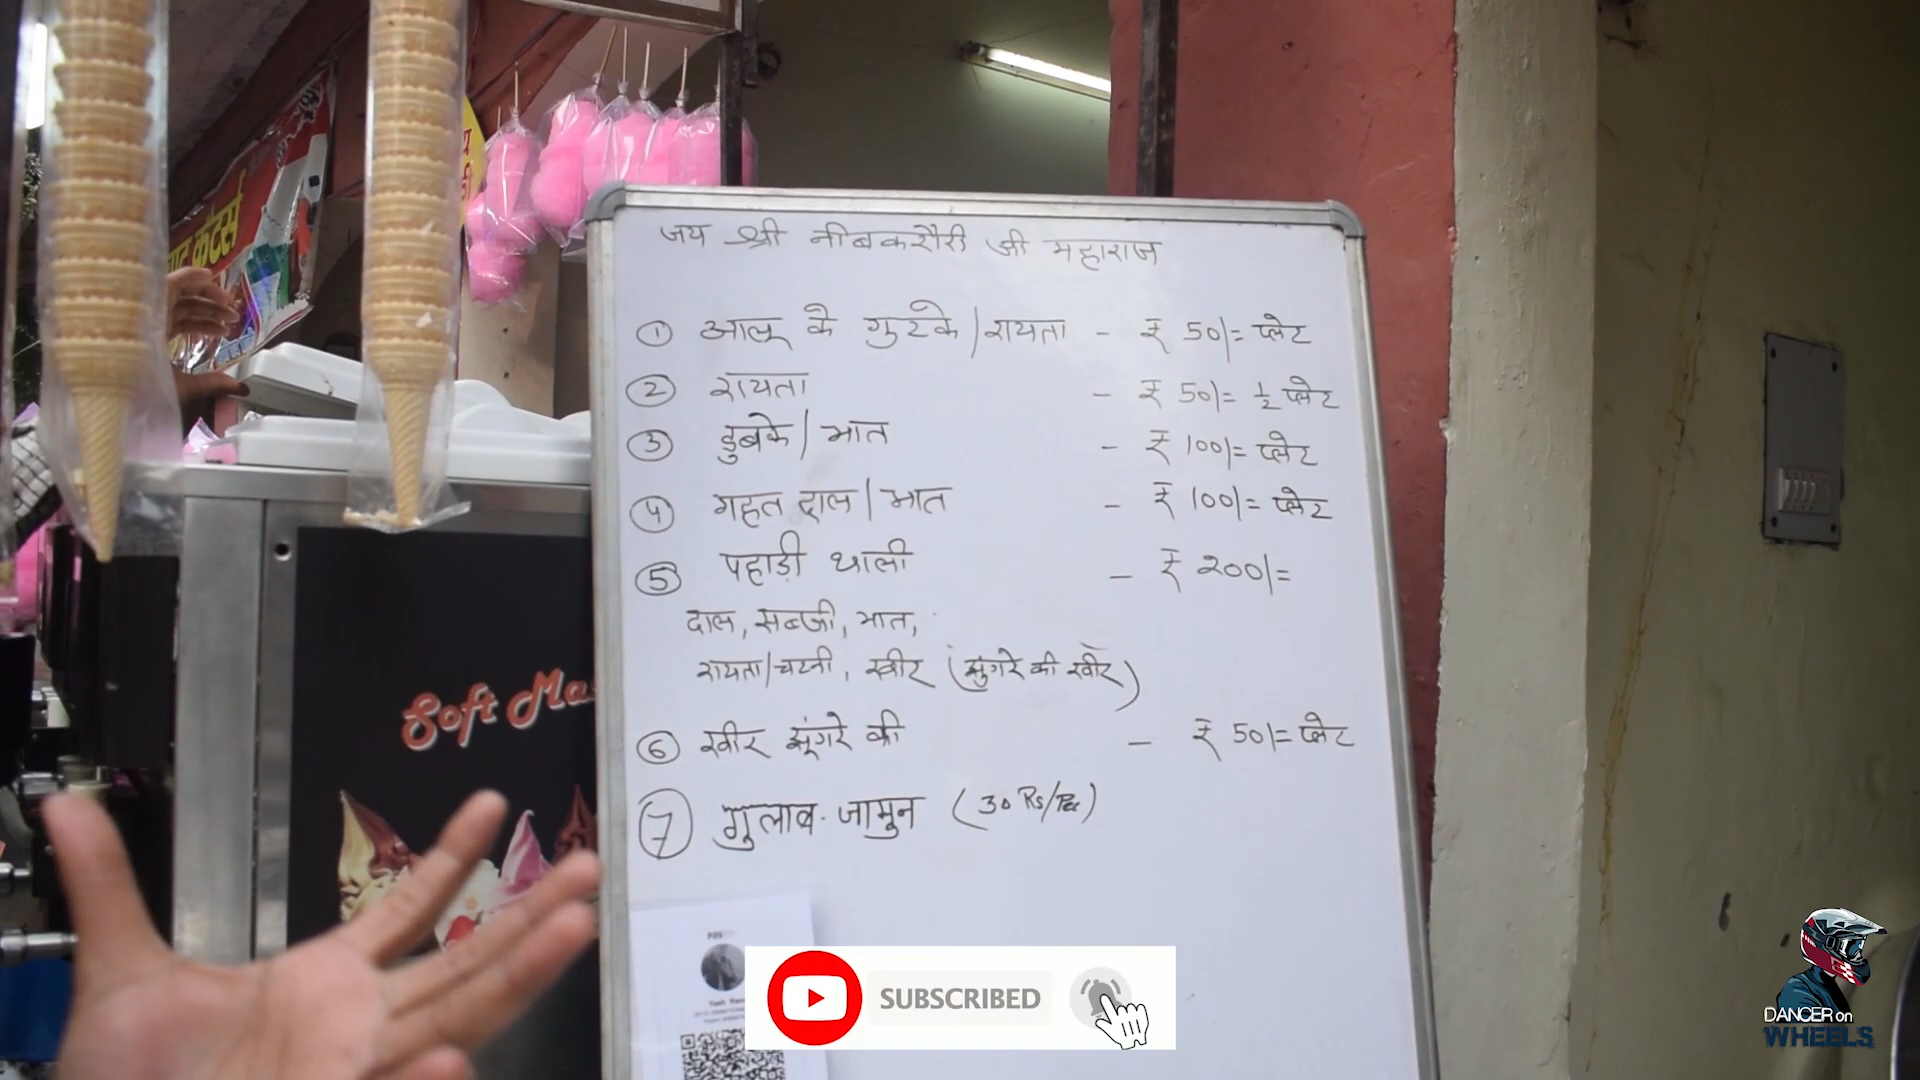 जय श्री नीबकरौरी जी महाराज
① आलू के गुटके/रायता - ₹ 50/= प्लेट
② रायता - ₹ 50/= ½ प्लेट
③ डुबके/भात - ₹ 100/= प्लेट
④ गहत दाल/भात - ₹ 100/= प्लेट
⑤ पहाड़ी थाली - ₹ 200/=
दाल, सब्जी, भात,
रायता/चटनी, खीर (झुंगरे की खीर)
⑥ खीर झुंगरे की - ₹ 50/= प्लेट
⑦ गुलाब जामुन (30 Rs/Pc)
Soft Ma
SUBSCRIBED
DANCER on
WHEELS